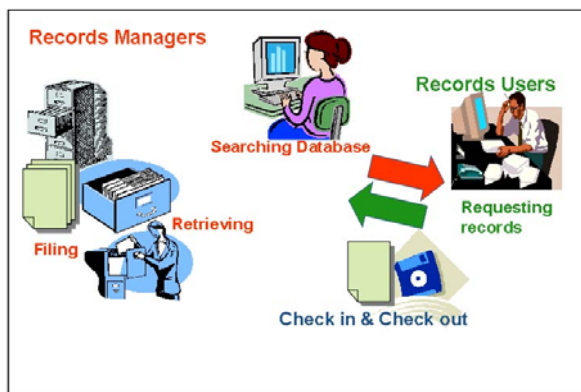 Records Managers
Records Users
Searching Database
Retrieving
Filing
Requesting
records
Check in & Check out